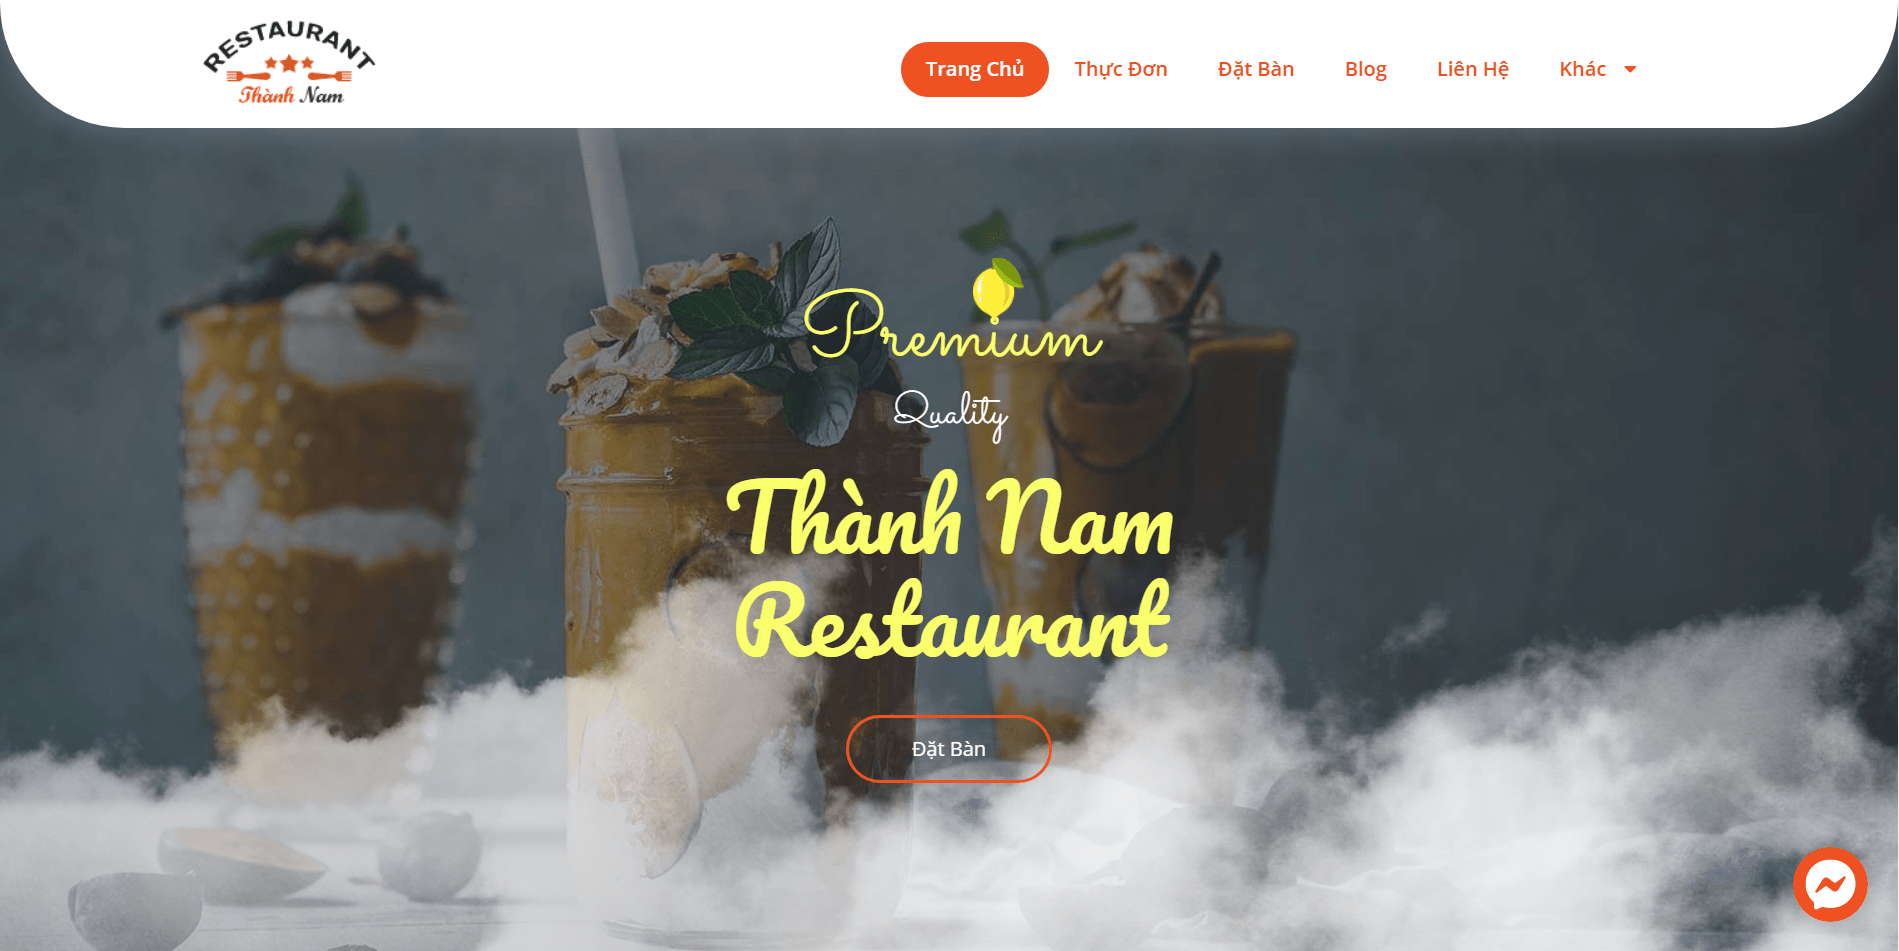 RESTAURANT
Thành Nam
Trang Chủ
Thực Đơn
Đặt Bàn
Blog
Liên Hệ
Khác
Premium
Quality
Thành Nam
Restaurant
Đặt Bàn